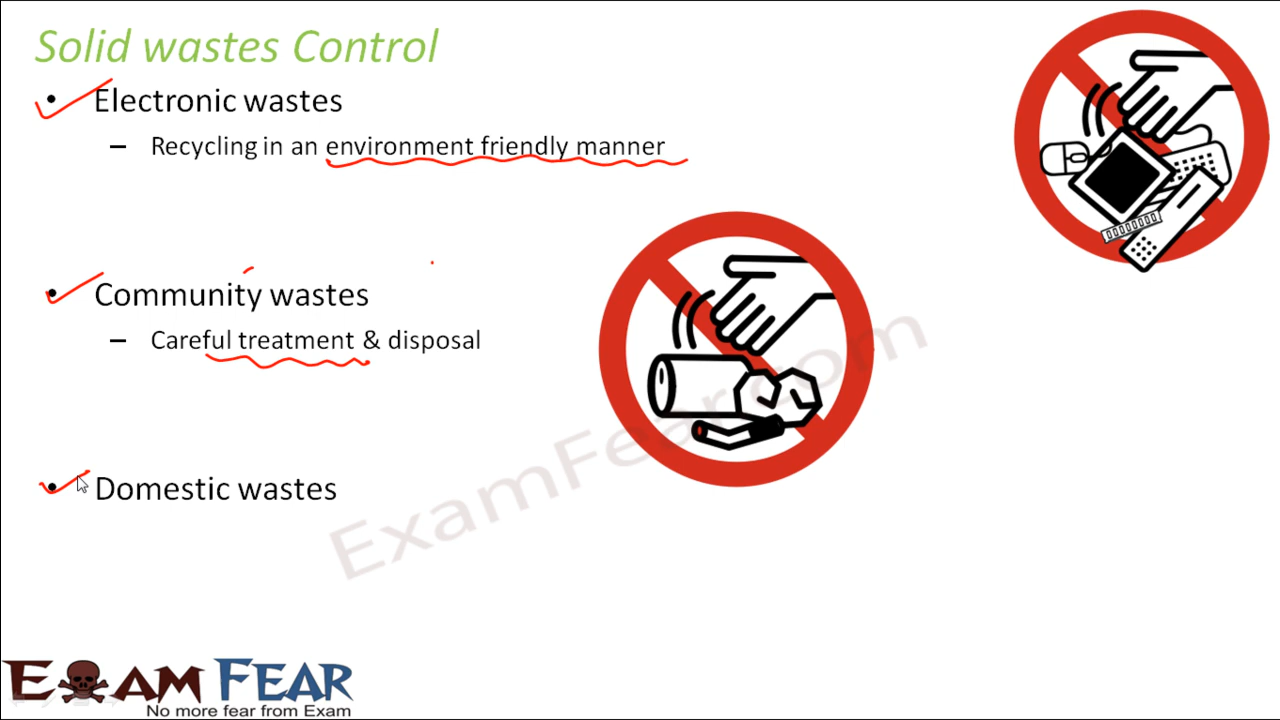 Solid wastes Control
• Electronic wastes
– Recycling in an environment friendly manner
• Community wastes
– Careful treatment & disposal
• Domestic wastes
ExamFear.com
EXAM FEAR
No more fear from Exam